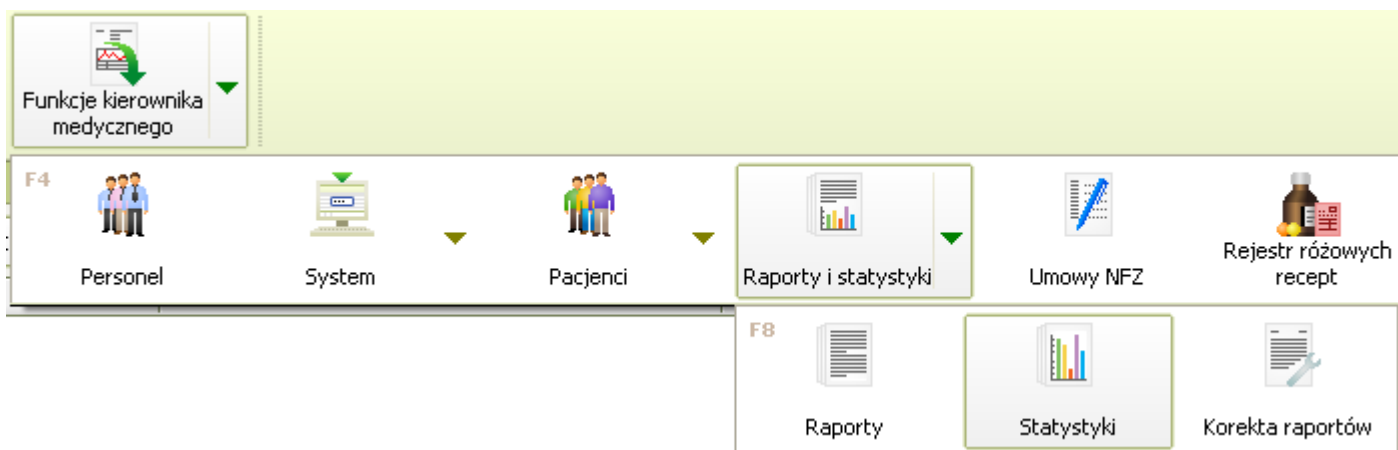 Funkcje kierownika
medycznego
F4
Personel
System
Pacjenci
Raporty i statystyki
Umowy NFZ
Rejestr różowych
recept
F8
Raporty
Statystyki
Korekta raportów